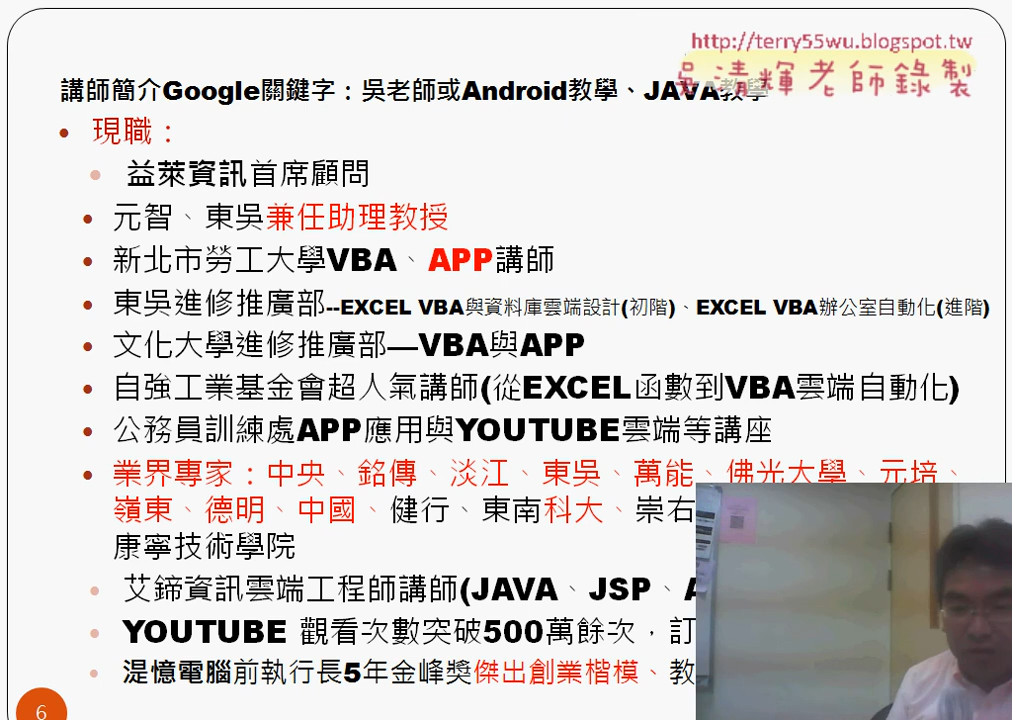 http://terry55wu.blogspot.tw
吳清輝老師錄製
講師簡介Google關鍵字：吳老師或Android教學、JAVA教學
現職：
益萊資訊首席顧問
元智、東吳兼任助理教授
新北市勞工大學VBA、APP講師
東吳進修推廣部--EXCEL VBA與資料庫雲端設計(初階)、EXCEL VBA辦公室自動化(進階)
文化大學進修推廣部—VBA與APP
自強工業基金會超人氣講師(從EXCEL函數到VBA雲端自動化)
公務員訓練處APP應用與YOUTUBE雲端等講座
業界專家：中央、銘傳、淡江、東吳、萬能、佛光大學、元培、
嶺東、德明、中國、健行、東南科大、崇右
康寧技術學院
艾鍗資訊雲端工程師講師(JAVA、JSP、A
YOUTUBE 觀看次數突破500萬餘次，訂
湜憶電腦前執行長5年金峰獎傑出創業楷模、教
6